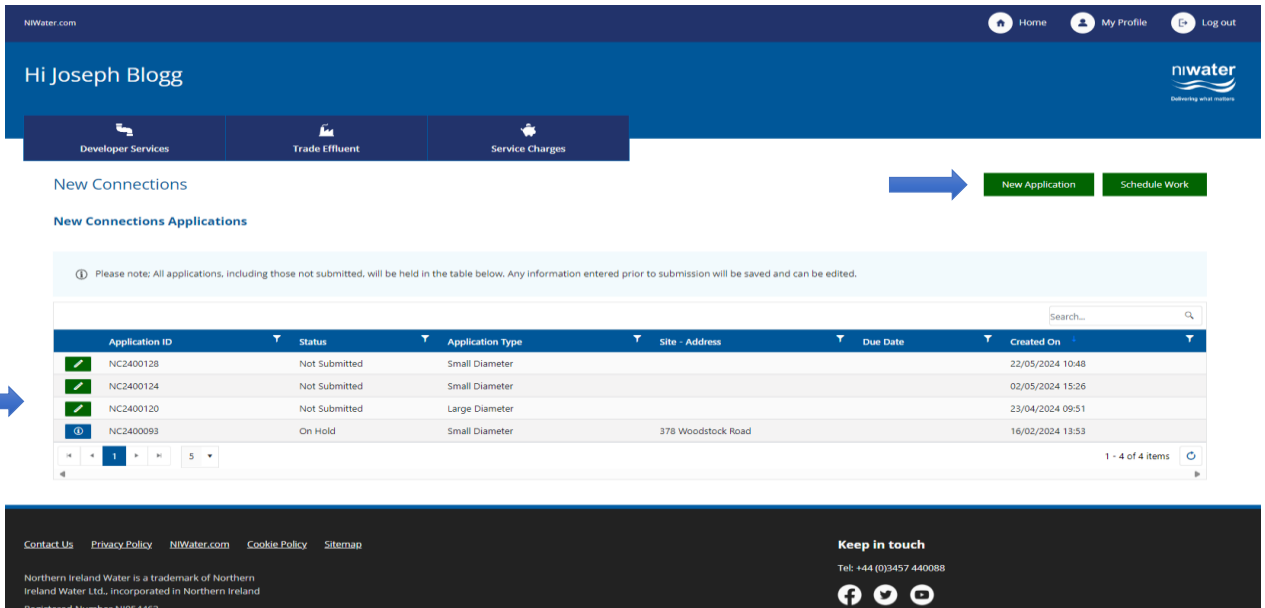 NIWater.com
Home My Profile Log out
Hi Joseph Blogg
niwater
Delivering what matters
Developer Services Trade Effluent Service Charges
New Connections
New Application Schedule Work
New Connections Applications
Please note; All applications, including those not submitted, will be held in the table below. Any information entered prior to submission will be saved and can be edited.
Search...
Application ID Status Application Type Site - Address Due Date Created On
NC2400128 Not Submitted Small Diameter 22/05/2024 10:48
NC2400124 Not Submitted Small Diameter 02/05/2024 15:26
NC2400120 Not Submitted Large Diameter 23/04/2024 09:51
NC2400093 On Hold Small Diameter 378 Woodstock Road 16/02/2024 13:53
1 5 1 - 4 of 4 items
Contact Us Privacy Policy NIWater.com Cookie Policy Sitemap
Keep in touch
Tel: +44 (0)3457 440088
Northern Ireland Water is a trademark of Northern
Ireland Water Ltd., incorporated in Northern Ireland
Registered Number